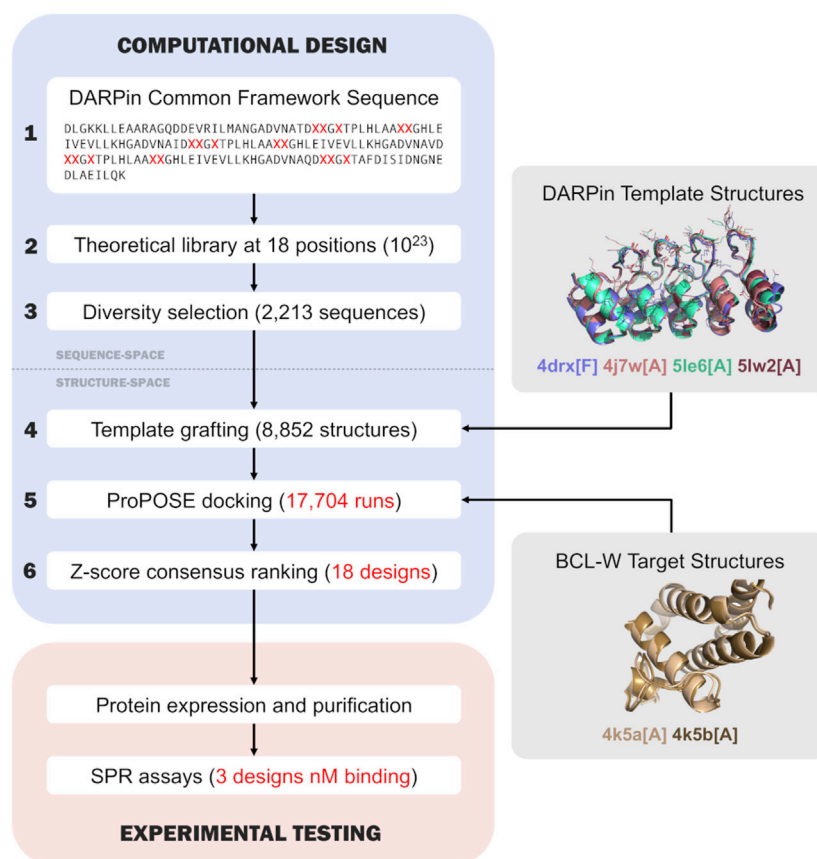 COMPUTATIONAL DESIGN
DARPin Common Framework Sequence
1
DLGKKLLEAARAGQDDEVRILMANGADVNATDXXGXTPLHLAAXXGHLE
IVEVLLKHGADVNAIDXXGXTPLHLAAXXGHLEIVEVLLKHGADVNAVD
XXGXTPLHLAAXXGHLEIVEVLLKHGADVNAQDXXGXTAFDISIDNGNE
DLAEILQK
2
Theoretical library at 18 positions (10²³)
3
Diversity selection (2,213 sequences)
SEQUENCE-SPACE
STRUCTURE-SPACE
4
Template grafting (8,852 structures)
5
ProPOSE docking (17,704 runs)
6
Z-score consensus ranking (18 designs)
DARPin Template Structures
4drx[F] 4j7w[A] 5le6[A] 5lw2[A]
BCL-W Target Structures
4k5a[A] 4k5b[A]
Protein expression and purification
SPR assays (3 designs nM binding)
EXPERIMENTAL TESTING